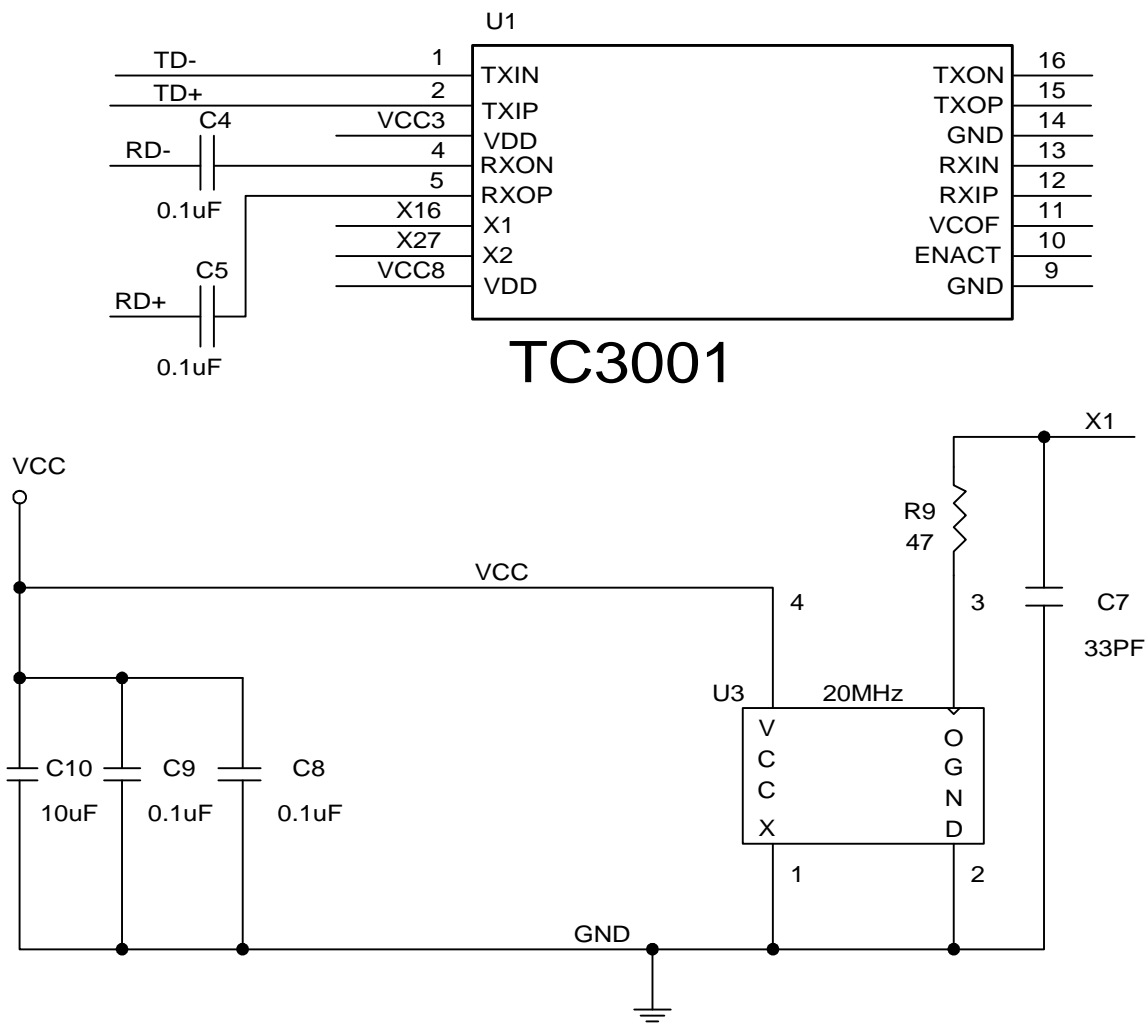 U1
TD- 1 TXIN TXON 16
TD+ 2 TXIP TXOP 15
C4 VCC3 VDD GND 14
RD- 4 RXON RXIN 13
5 RXOP RXIP 12
0.1uF X16 X1 VCOF 11
X27 X2 ENACT 10
C5 VCC8 VDD GND 9
RD+
0.1uF
TC3001
X1
VCC
R9
47
VCC
4 3 C7
33PF
U3 20MHz
V C C X
O G N D
C10 C9 C8
10uF 0.1uF 0.1uF
1 2
GND